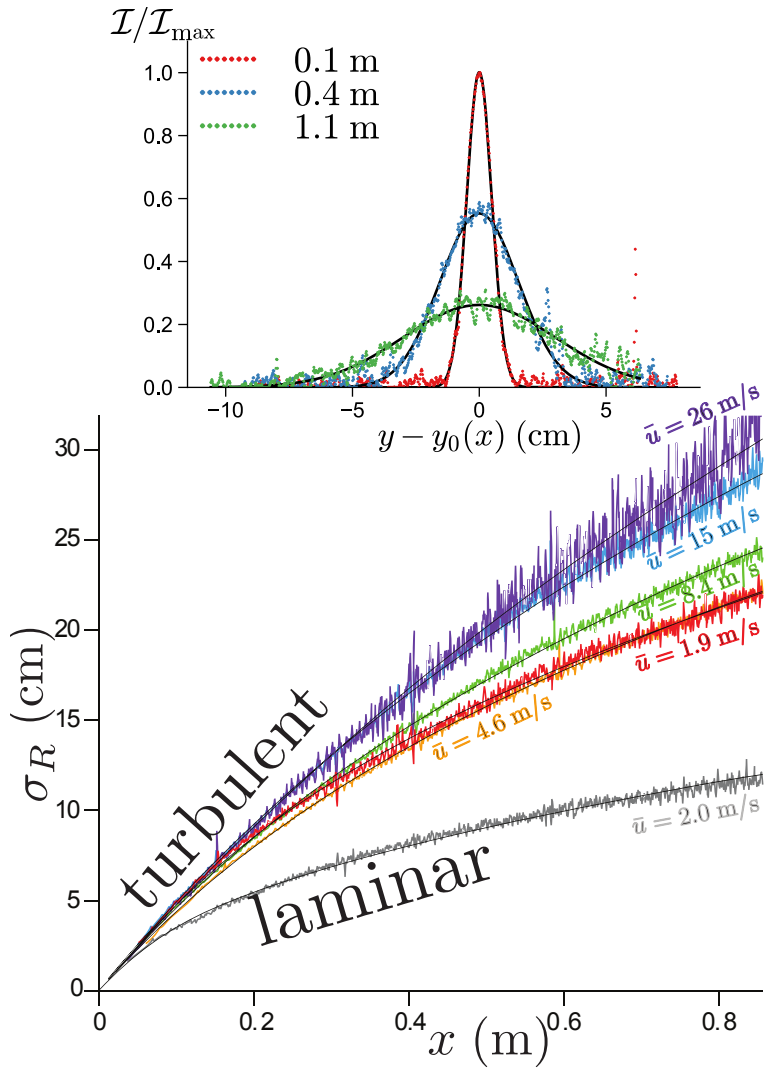 I/I_max
0.1 m
0.4 m
1.1 m
1.0
0.8
0.6
0.4
0.2
0.0
−10 −5 0 5
y − y₀(x) (cm)
30
25
20
15
10
5
0
σ_R (cm)
ū = 26 m/s
ū = 15 m/s
ū = 8.4 m/s
ū = 1.9 m/s
ū = 4.6 m/s
ū = 2.0 m/s
turbulent
laminar
0 0.2 0.4 0.6 0.8
x (m)